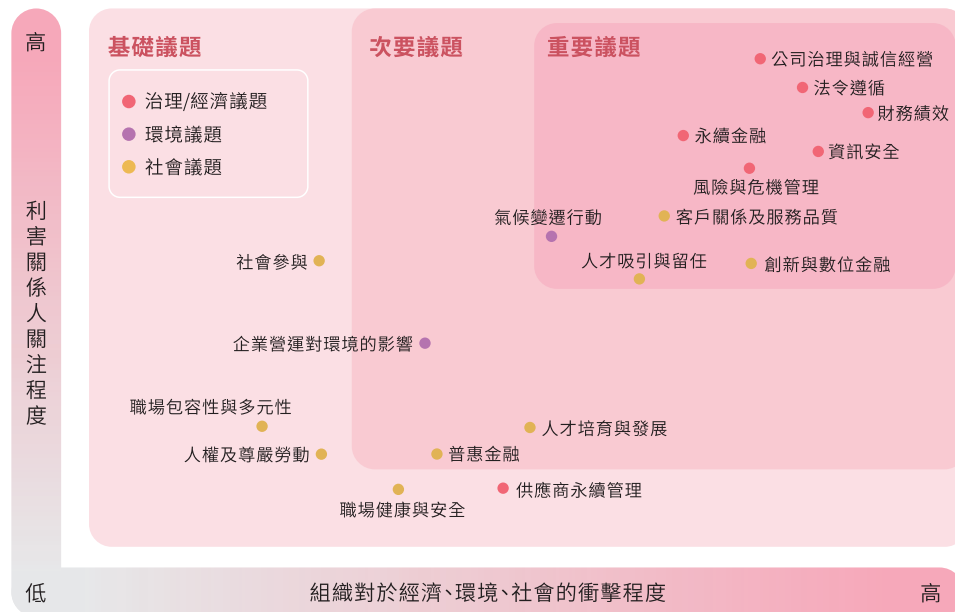 高
基礎議題
次要議題
重要議題
治理/經濟議題
環境議題
社會議題
公司治理與誠信經營
法令遵循
財務績效
永續金融
資訊安全
風險與危機管理
氣候變遷行動
客戶關係及服務品質
社會參與
人才吸引與留任
創新與數位金融
企業營運對環境的影響
職場包容性與多元性
人才培育與發展
人權及尊嚴勞動
普惠金融
供應商永續管理
職場健康與安全
利害關係人關注程度
低
組織對於經濟、環境、社會的衝擊程度
高